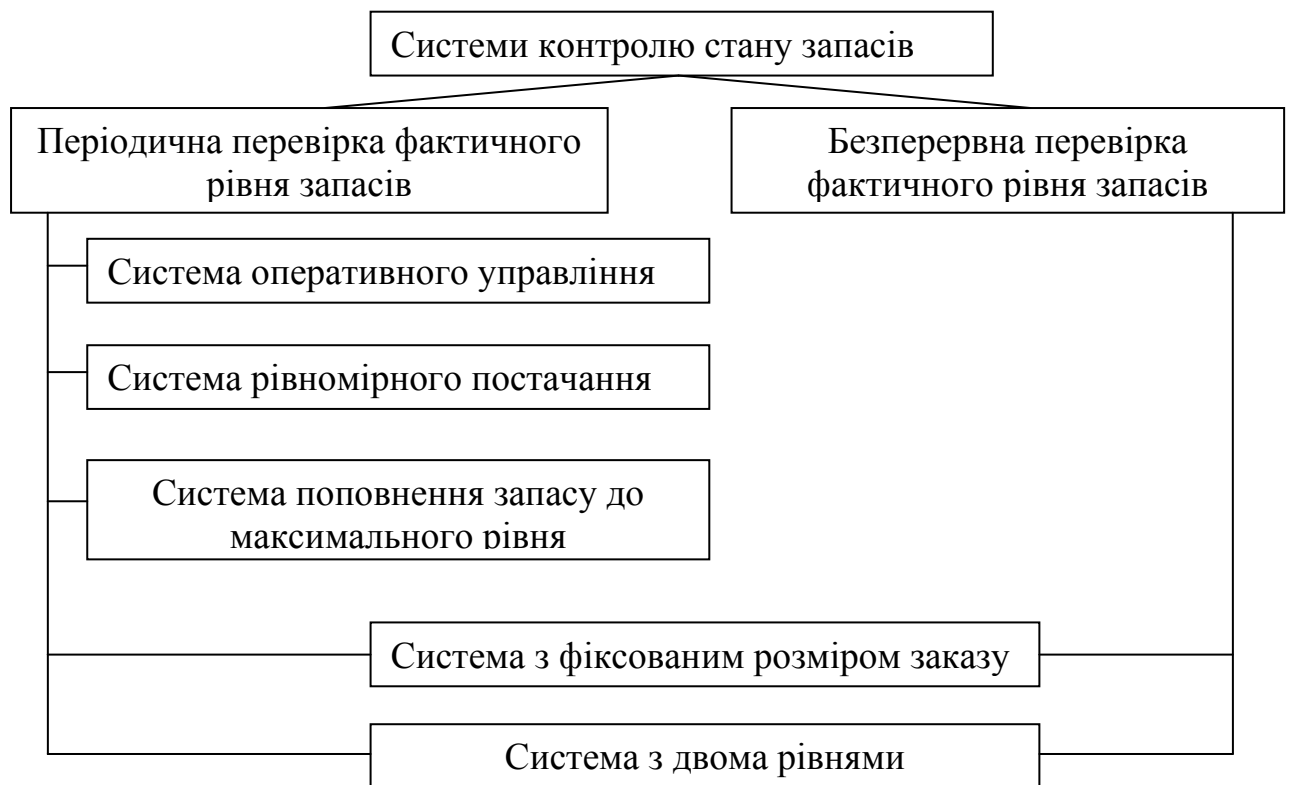 Системи контролю стану запасів
Періодична перевірка фактичного
рівня запасів
Безперервна перевірка
фактичного рівня запасів
Система оперативного управління
Система рівномірного постачання
Система поповнення запасу до
максимального рівня
Система з фіксованим розміром заказу
Система з двома рівнями